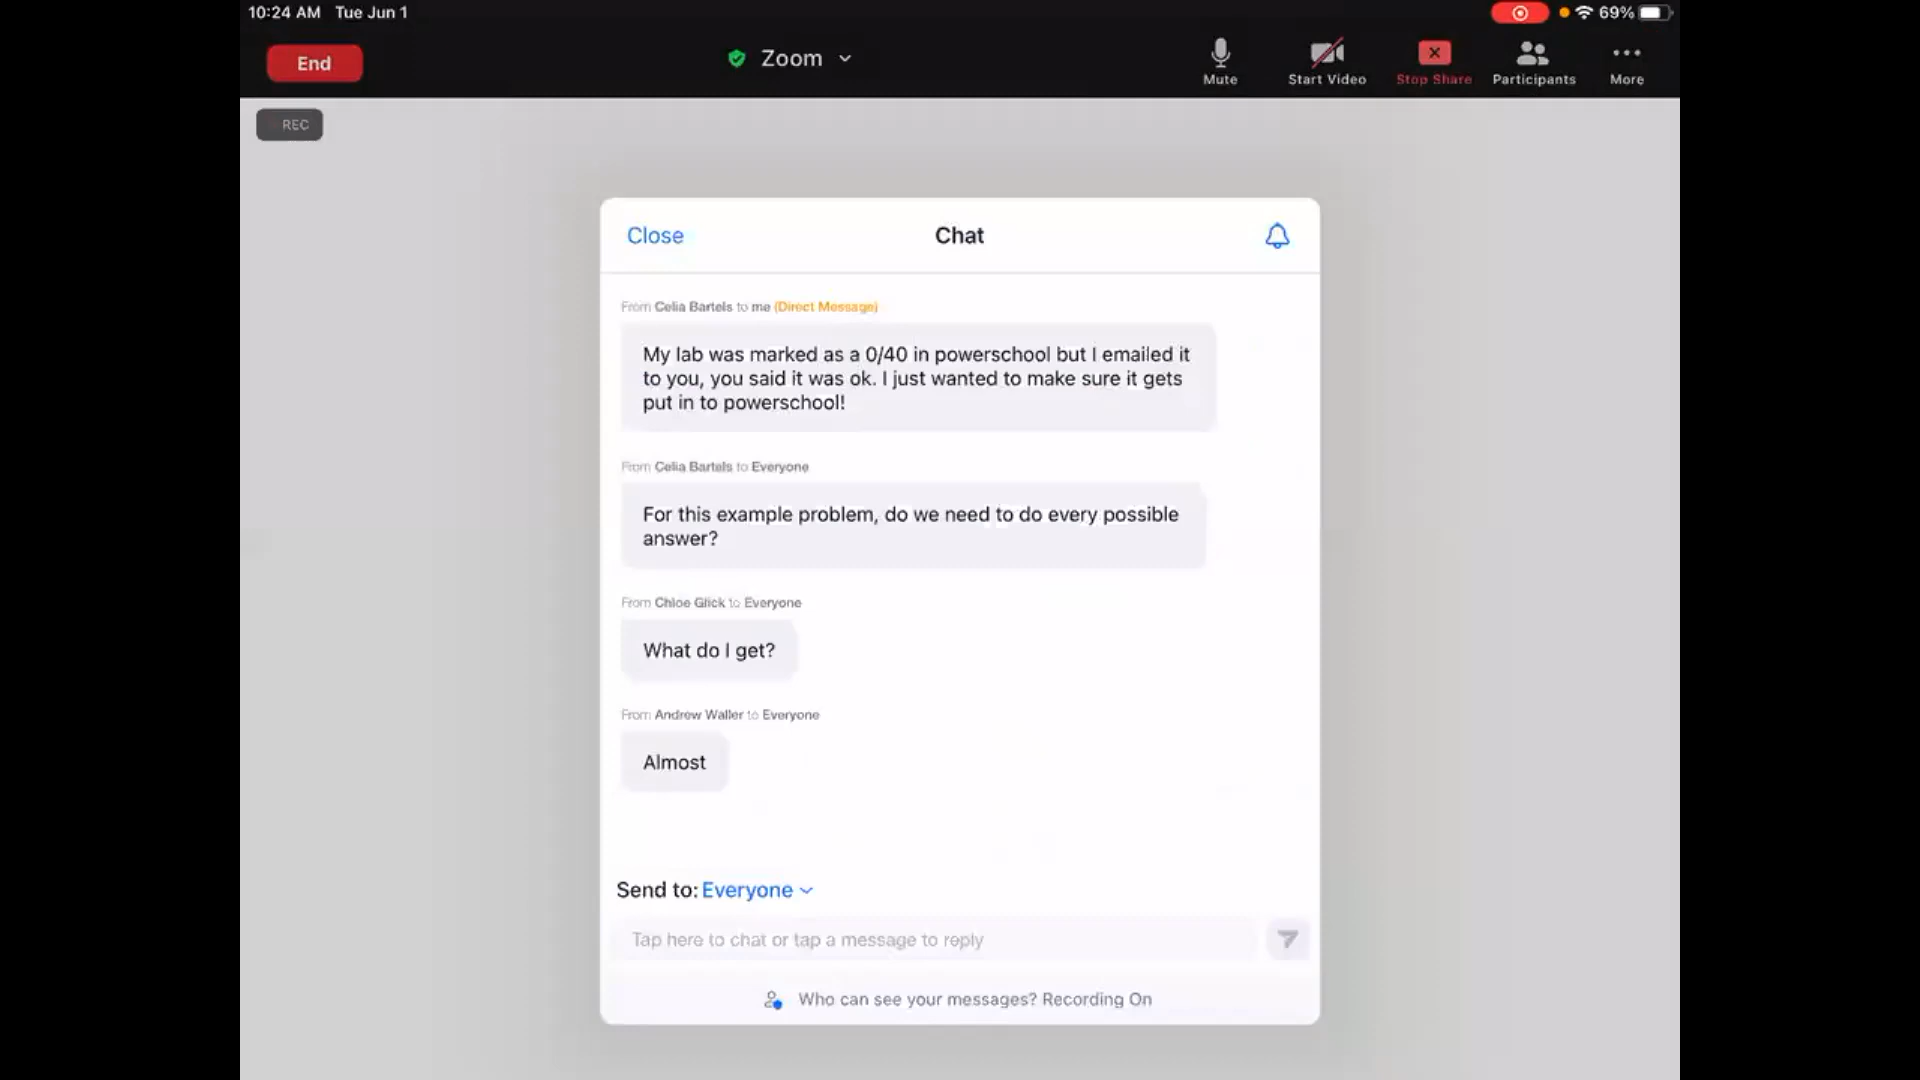 10:24 AM Tue Jun 1
69%
End
Zoom
Mute
Start Video
Stop Share
Participants
More
REC
Close
Chat
From Celia Bartels to me (Direct Message)
My lab was marked as a 0/40 in powerschool but I emailed it
to you, you said it was ok. I just wanted to make sure it gets
put in to powerschool!
From Celia Bartels to Everyone
For this example problem, do we need to do every possible
answer?
From Chloe Glick to Everyone
What do I get?
From Andrew Waller to Everyone
Almost
Send to: Everyone
Tap here to chat or tap a message to reply
Who can see your messages? Recording On